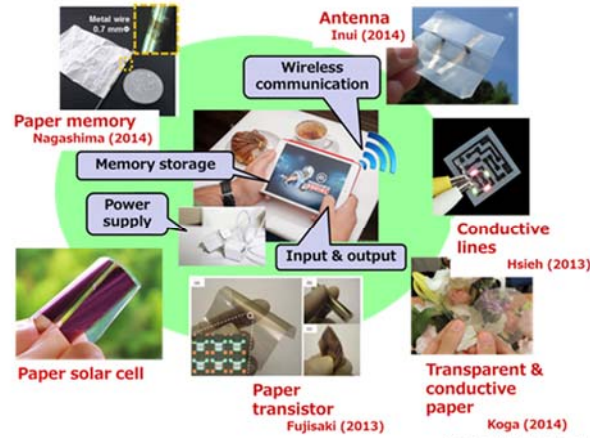 Metal wire
0.7 mmΦ
Paper memory
Nagashima (2014)
Antenna
Inui (2014)
Wireless
communication
Memory storage
Power
supply
Input & output
Conductive
lines
Hsieh (2013)
Paper solar cell
Paper
transistor
Fujisaki (2013)
Transparent &
conductive
paper
Koga (2014)